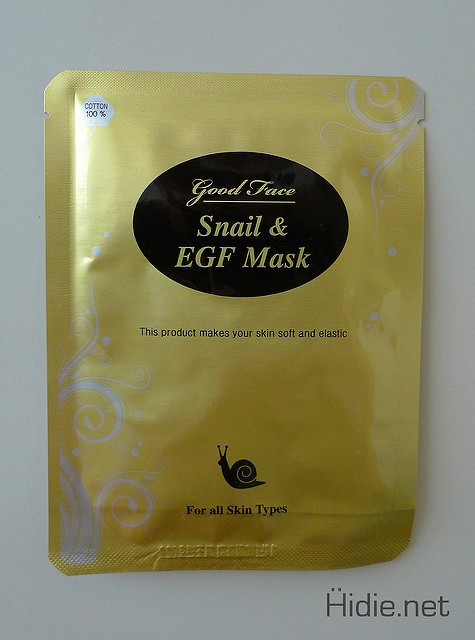 COTTON
100 %
Good Face
Snail &
EGF Mask
This product makes your skin soft and elastic
For all Skin Types
Ḧidie.net